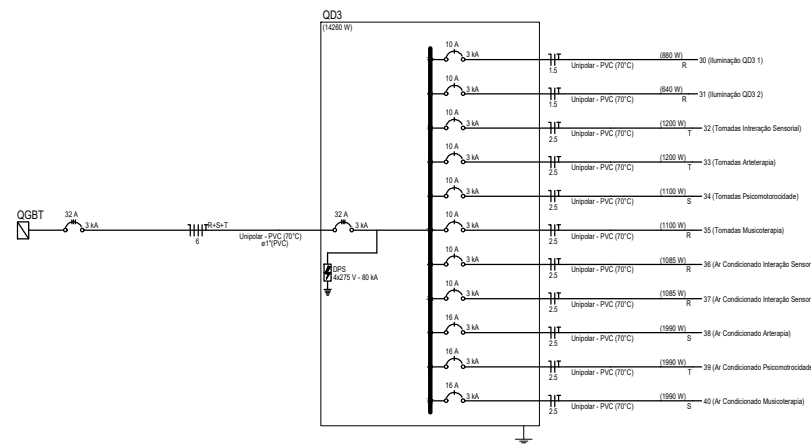 QD3
(14260 W)
10 A
3 kA
1.5
Unipolar - PVC (70°C)
(880 W)
R
30 (Iluminação QD3 1)
10 A
3 kA
1.5
Unipolar - PVC (70°C)
(640 W)
R
31 (Iluminação QD3 2)
10 A
3 kA
2.5
Unipolar - PVC (70°C)
(1200 W)
T
32 (Tomadas Intreração Sensorial)
10 A
3 kA
2.5
Unipolar - PVC (70°C)
(1200 W)
T
33 (Tomadas Arteterapia)
10 A
3 kA
2.5
Unipolar - PVC (70°C)
(1100 W)
S
34 (Tomadas Psicomotorocidade)
QGBT
32 A
3 kA
R+S+T
6
Unipolar - PVC (70°C)
ø1"(PVC)
32 A
3 kA
DPS
4x275 V - 80 kA
10 A
3 kA
2.5
Unipolar - PVC (70°C)
(1100 W)
R
35 (Tomadas Musicoterapia)
10 A
3 kA
2.5
Unipolar - PVC (70°C)
(1085 W)
R
36 (Ar Condicionado Interação Sensor
10 A
3 kA
2.5
Unipolar - PVC (70°C)
(1085 W)
R
37 (Ar Condicionado Interação Sensor
16 A
3 kA
2.5
Unipolar - PVC (70°C)
(1990 W)
S
38 (Ar Condicionado Arterapia)
16 A
3 kA
2.5
Unipolar - PVC (70°C)
(1990 W)
T
39 (Ar Condicionado Psicomotrocidade
16 A
3 kA
2.5
Unipolar - PVC (70°C)
(1990 W)
S
40 (Ar Condicionado Musicoterapia)